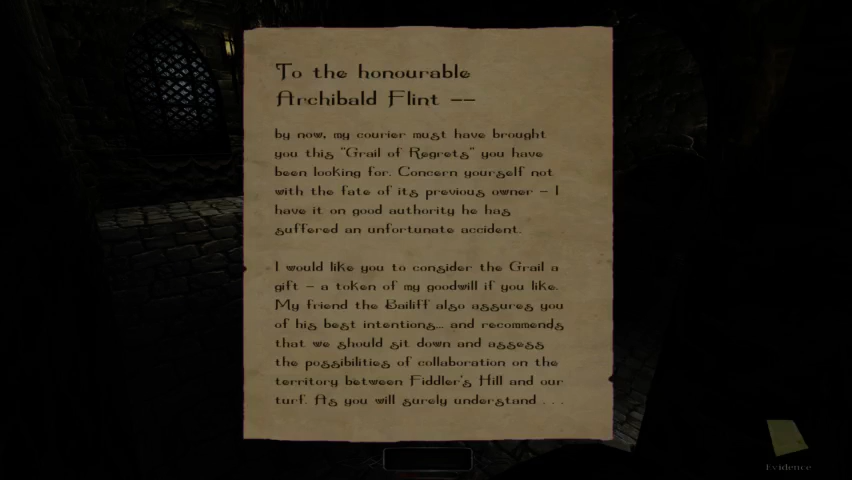 To the honourable
Archibald Flint --
by now, my courier must have brought
you this "Grail of Regrets" you have
been looking for. Concern yourself not
with the fate of its previous owner - I
have it on good authority he has
suffered an unfortunate accident.
I would like you to consider the Grail a
gift - a token of my goodwill if you like.
My friend the Bailiff also assures you
of his best intentions... and recommends
that we should sit down and assess
the possibilities of collaboration on the
territory between Fiddler's Hill and our
turf. As you will surely understand . . .
Evidence